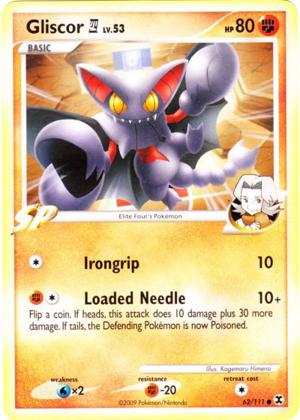 Gliscor 4 LV.53
HP 80
BASIC
Elite Four's Pokémon
SP
Irongrip 10
Loaded Needle 10+
Flip a coin. If heads, this attack does 10 damage plus 30
more damage. If tails, the Defending Pokémon is now Poisoned.
weakness resistance retreat cost
×2 -20
Illus. Kagemaru Himeno
©2009 Pokémon/Nintendo
62/111